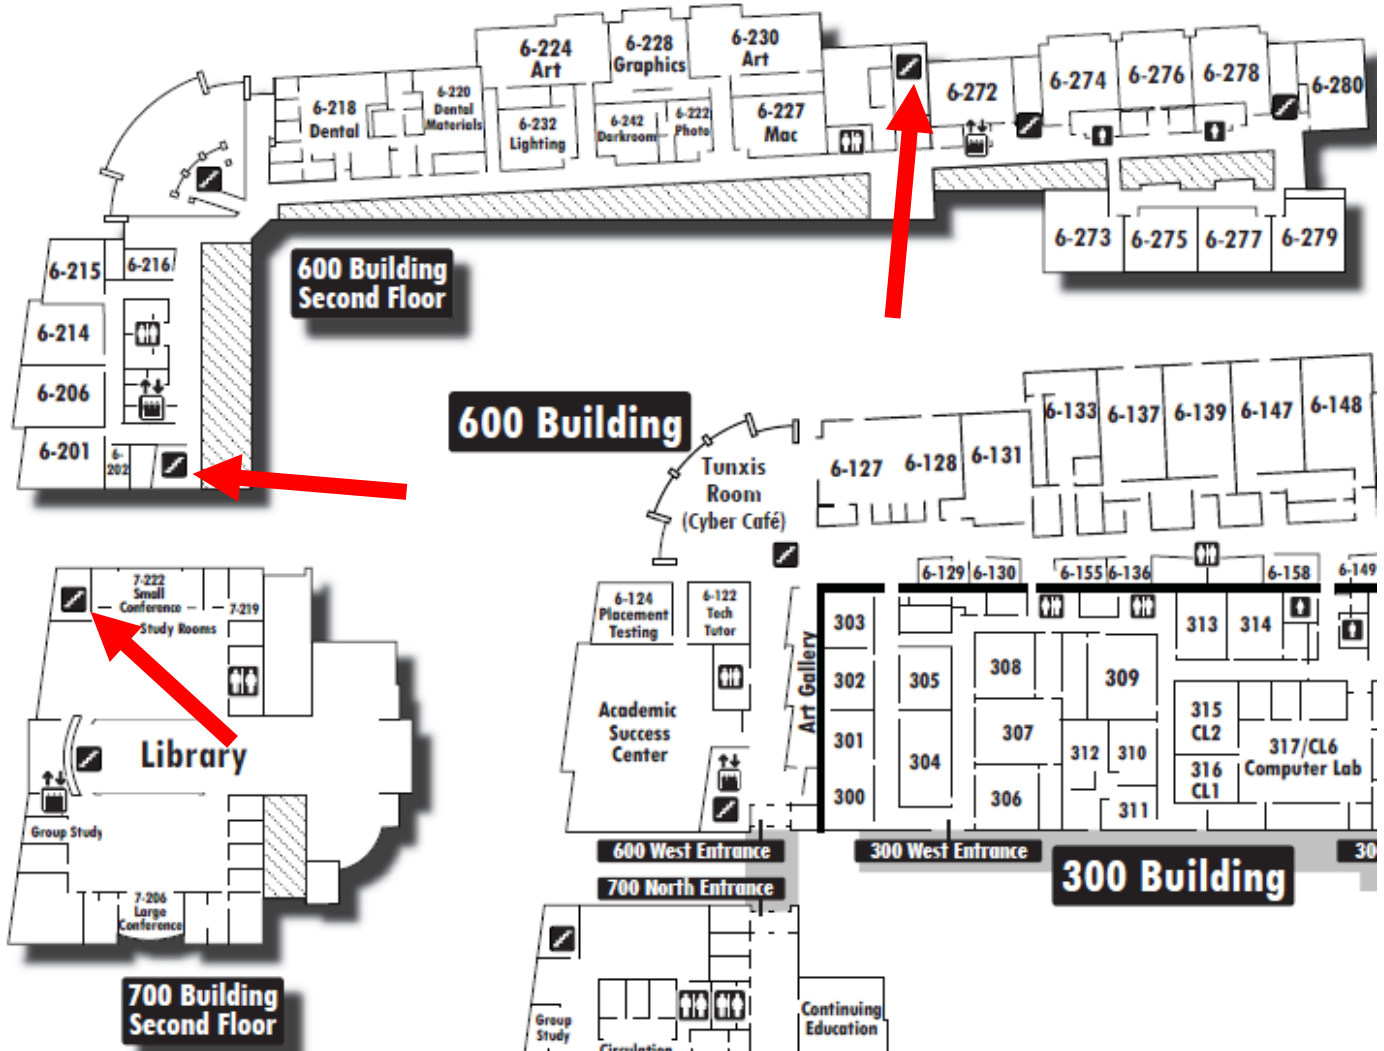 6-224
Art
6-228
Graphics
6-230
Art
6-218
Dental
6-220
Dental
Materials
6-232
Lighting
6-242
Darkroom
6-222
Photo
6-227
Mac
6-272
6-274
6-276
6-278
6-280
6-273
6-275
6-277
6-279
6-215
6-216
6-214
6-206
6-201
6-
202
600 Building
Second Floor
600 Building
Tunxis
Room
(Cyber Café)
6-127
6-128
6-131
6-133
6-137
6-139
6-147
6-148
6-129
6-130
6-155
6-136
6-158
6-149
6-124
Placement
Testing
6-122
Tech
Tutor
Academic
Success
Center
Art Gallery
303
302
301
300
305
304
308
307
306
309
312
310
311
313
314
315
CL2
316
CL1
317/CL6
Computer Lab
600 West Entrance
300 West Entrance
300 Building
30
700 North Entrance
7-222
Small
Conference
Study Rooms
7-219
Library
Group Study
7-206
Large
Conference
700 Building
Second Floor
Group
Study
Circulation
Continuing
Education